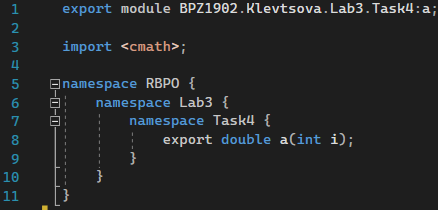 1 export module BPZ1902.Klevtsova.Lab3.Task4:a;
2
3 import <cmath>;
4
5 namespace RBPO {
6 namespace Lab3 {
7 namespace Task4 {
8 export double a(int i);
9 }
10 }
11 }